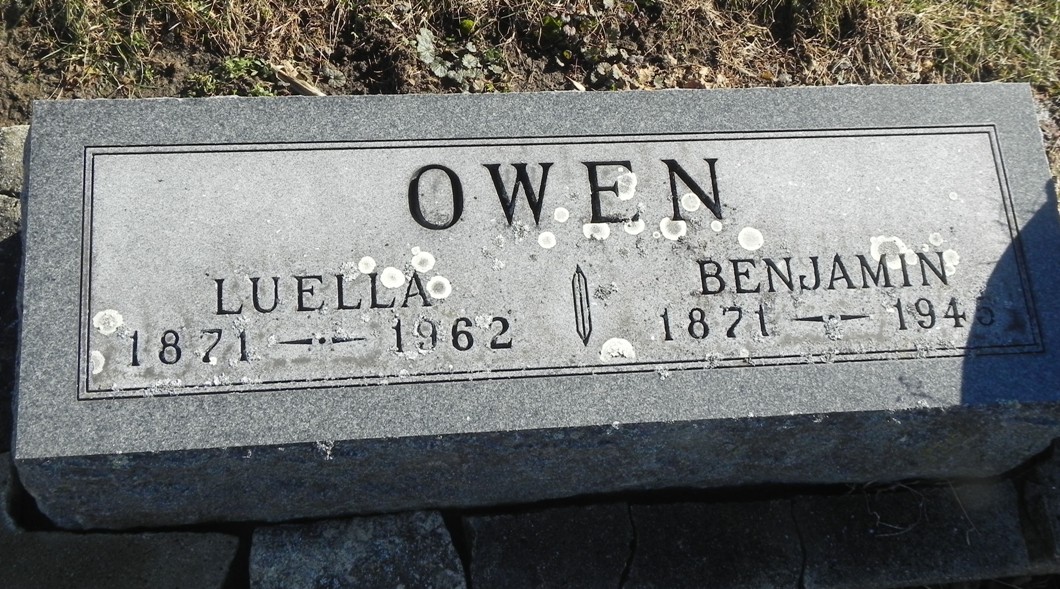 OWEN
LUELLA
1871 — 1962
BENJAMIN
1871 —